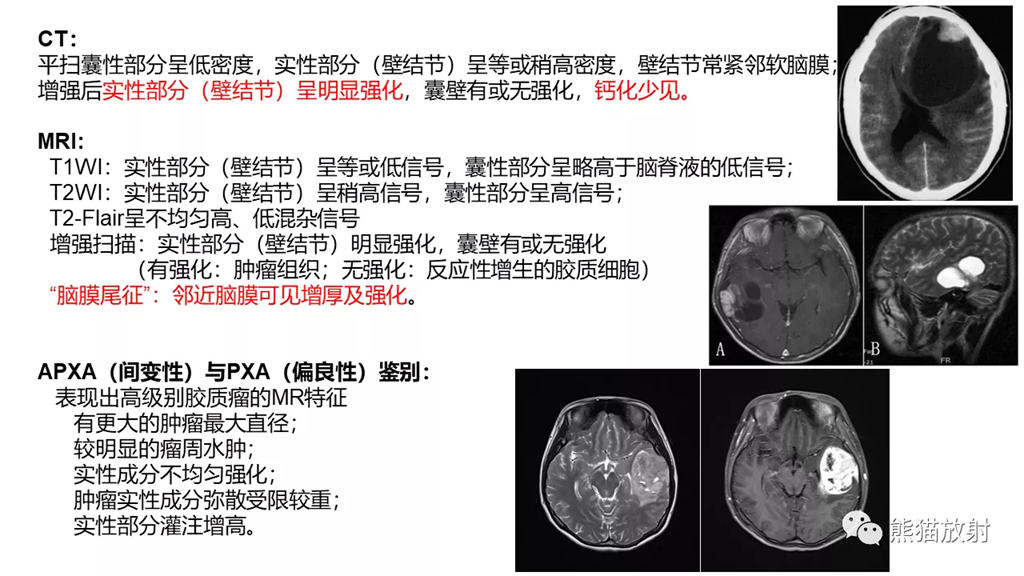 CT：
平扫囊性部分呈低密度，实性部分（壁结节）呈等或稍高密度，壁结节常紧邻软脑膜；
增强后实性部分（壁结节）呈明显强化，囊壁有或无强化，钙化少见。
MRI：
T1WI：实性部分（壁结节）呈等或低信号，囊性部分呈略高于脑脊液的低信号；
T2WI：实性部分（壁结节）呈稍高信号，囊性部分呈高信号；
T2-Flair呈不均匀高、低混杂信号
增强扫描：实性部分（壁结节）明显强化，囊壁有或无强化
（有强化：肿瘤组织；无强化：反应性增生的胶质细胞）
“脑膜尾征”：邻近脑膜可见增厚及强化。
A
B
FR
APXA（间变性）与PXA（偏良性）鉴别：
表现出高级别胶质瘤的MR特征
有更大的肿瘤最大直径；
较明显的瘤周水肿；
实性成分不均匀强化；
肿瘤实性成分弥散受限较重；
实性部分灌注增高。
熊猫放射